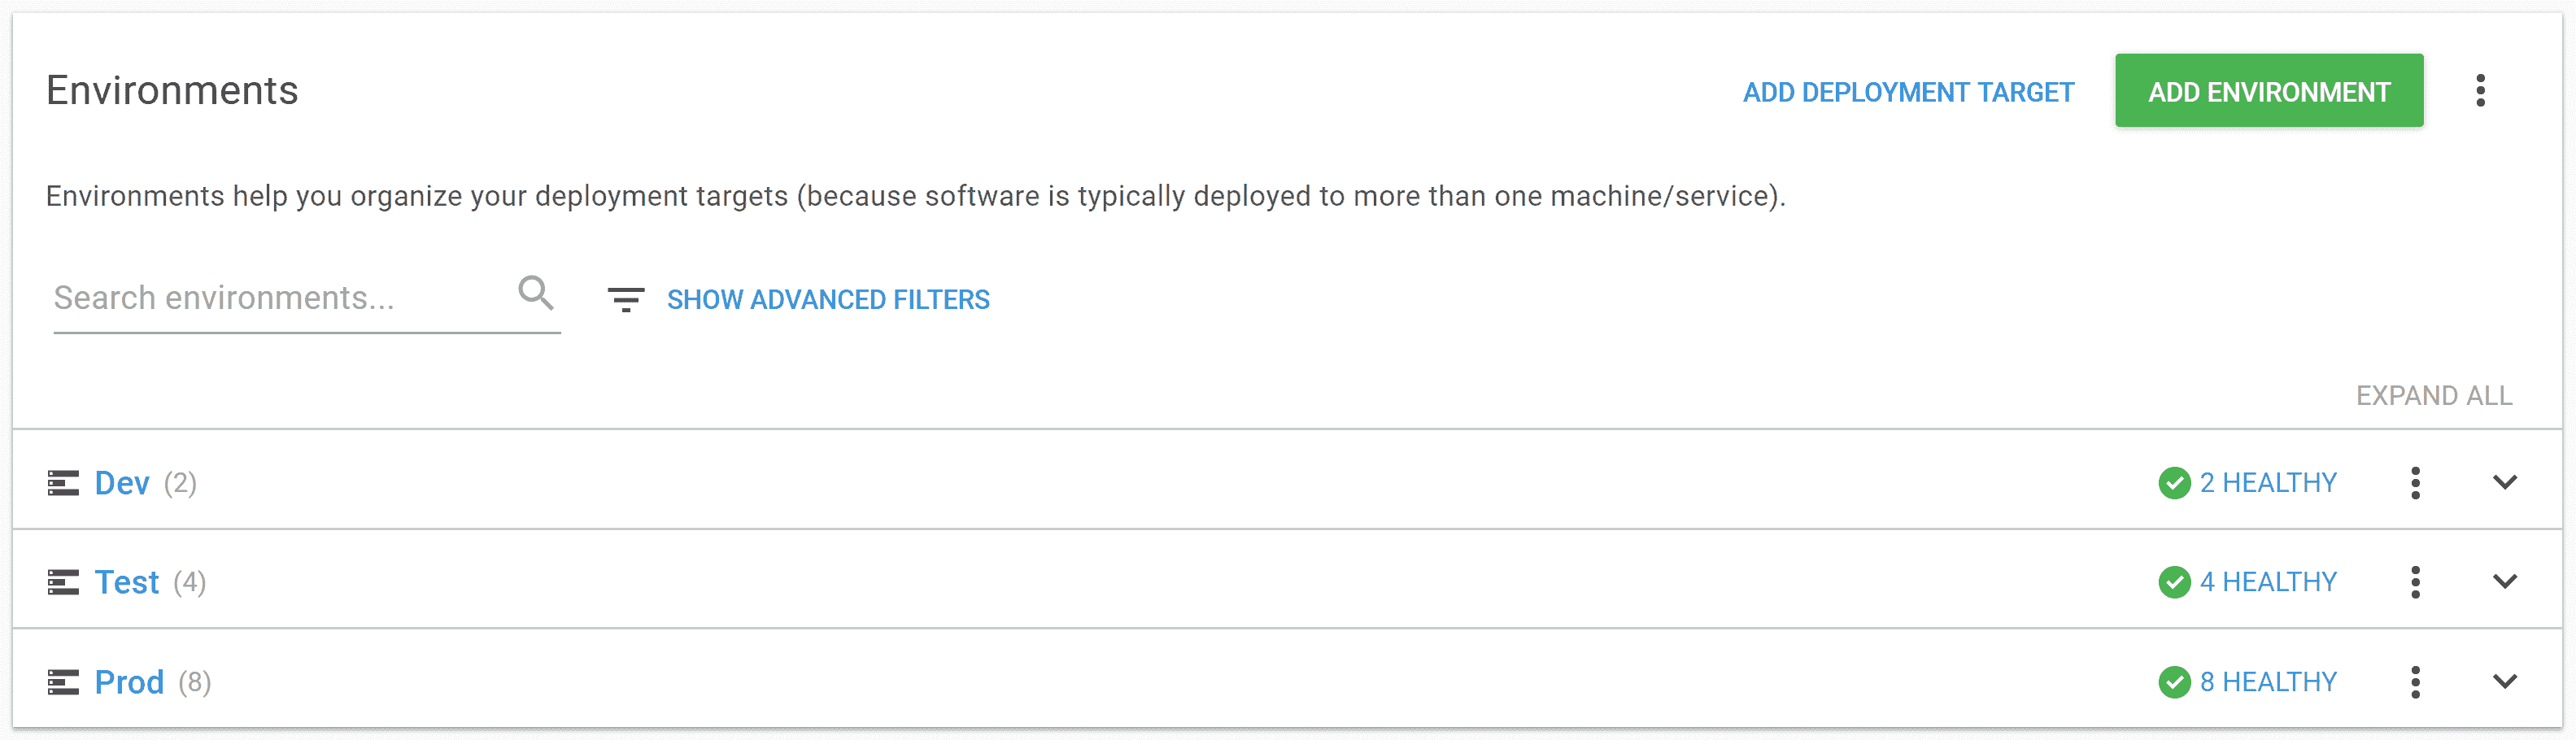 Environments
ADD DEPLOYMENT TARGET
ADD ENVIRONMENT
Environments help you organize your deployment targets (because software is typically deployed to more than one machine/service).
Search environments...
SHOW ADVANCED FILTERS
EXPAND ALL
Dev (2)
2 HEALTHY
Test (4)
4 HEALTHY
Prod (8)
8 HEALTHY